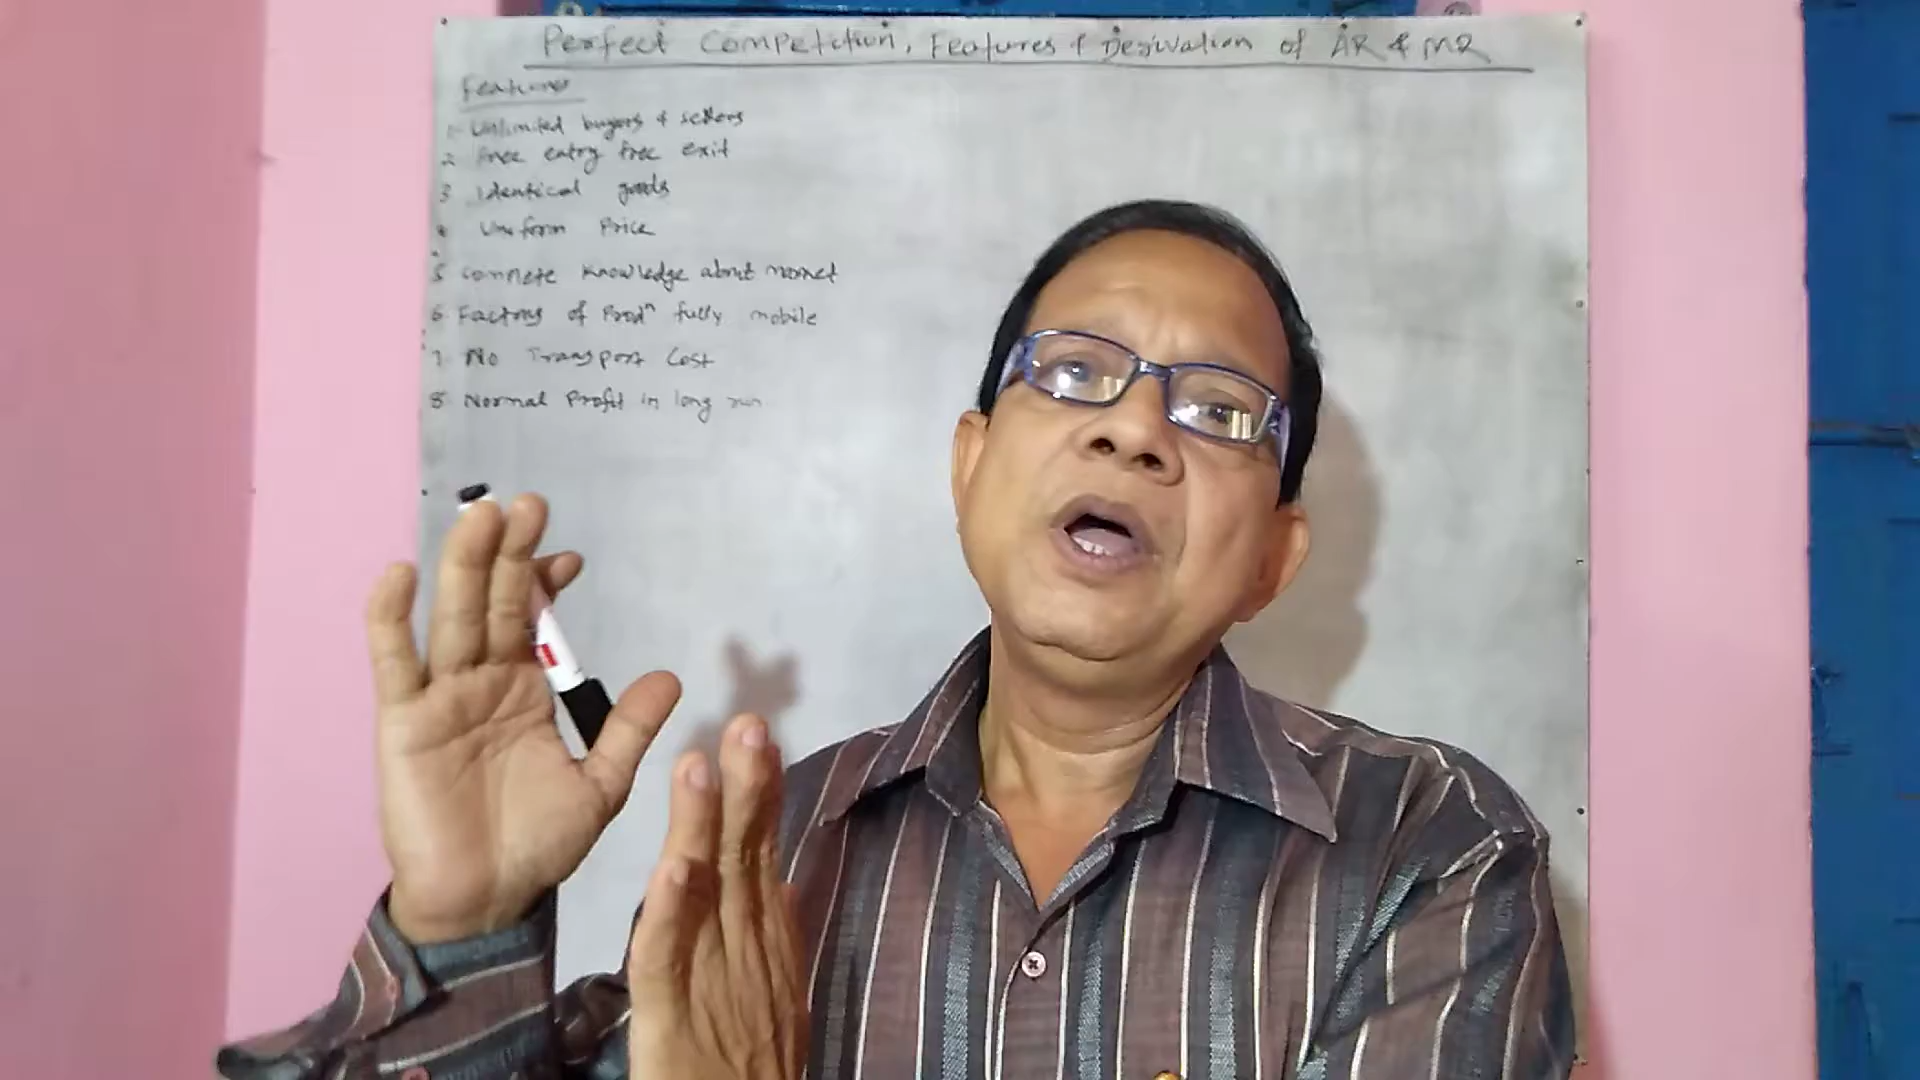 Perfect Competition, Features & Derivation of AR & MR
Features
1. Unlimited buyers & sellers
2 Free entry free exit
3 Identical goods
4 Uniform Price
5 Complete Knowledge about market
6. Factors of Prodⁿ fully mobile
7. No Transport Cost
8. Normal Profit in long run